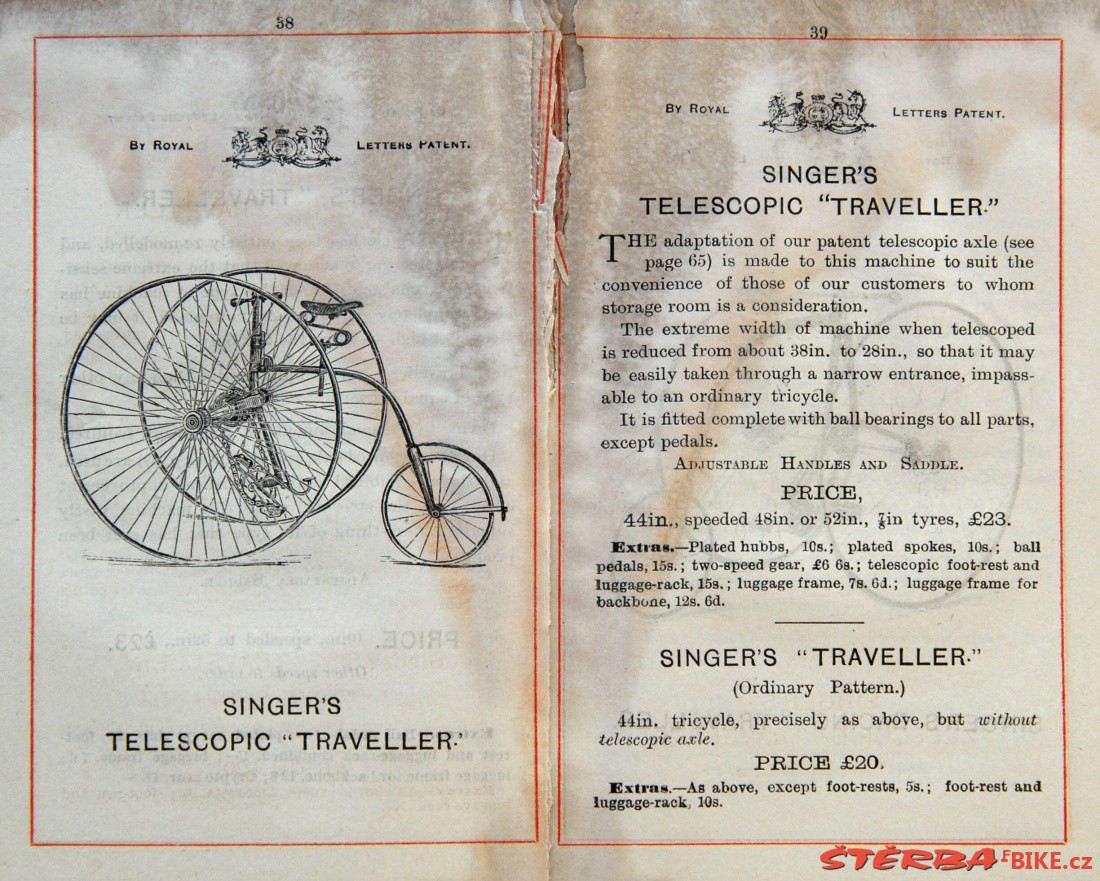 38
By Royal Letters Patent.
SINGER'S
TELESCOPIC "TRAVELLER."
39
By Royal Letters Patent.
SINGER'S
TELESCOPIC "TRAVELLER."
THE adaptation of our patent telescopic axle (see
page 65) is made to this machine to suit the
convenience of those of our customers to whom
storage room is a consideration.
The extreme width of machine when telescoped
is reduced from about 38in. to 28in., so that it may
be easily taken through a narrow entrance, impass-
able to an ordinary tricycle.
It is fitted complete with ball bearings to all parts,
except pedals.
Adjustable Handles and Saddle.
PRICE,
44in., speeded 48in. or 52in., ⅞in tyres, £23.
Extras.—Plated hubbs, 10s.; plated spokes, 10s.; ball
pedals, 15s.; two-speed gear, £6 6s.; telescopic foot-rest and
luggage-rack, 15s.; luggage frame, 7s. 6d.; luggage frame for
backbone, 12s. 6d.
SINGER'S "TRAVELLER."
(Ordinary Pattern.)
44in. tricycle, precisely as above, but without
telescopic axle.
PRICE £20.
Extras.—As above, except foot-rests, 5s.; foot-rest and
luggage-rack, 10s.
ŠTĚRBA BIKE.cz